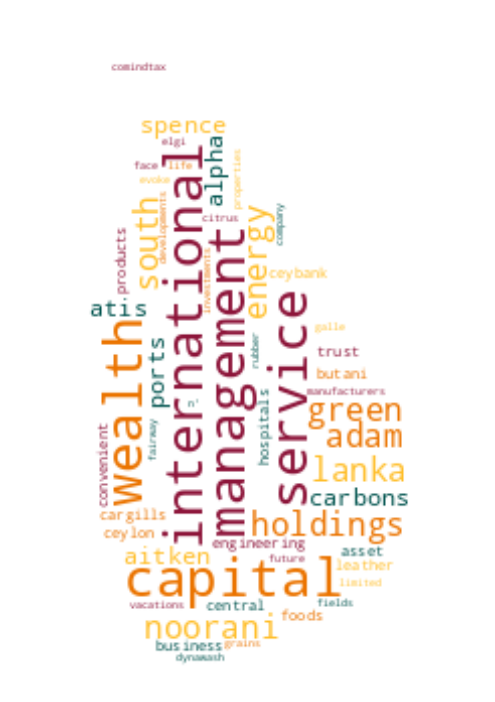 comindtax
spence
elgi
alpha
face
life
evoke
properties
international
south
developments
citrus
energy
company
products
management
investments
ceybank
service
atis
wealth
galle
rubber
trust
ports
n'
butani
manufacturers
hospitals
green
fairway
adam
convenient
lanka
carbons
cargills
holdings
ceylon
engineering
aitken
asset
future
leather
capital
limited
vacations
central
fields
foods
noorani
business
grains
dynawash